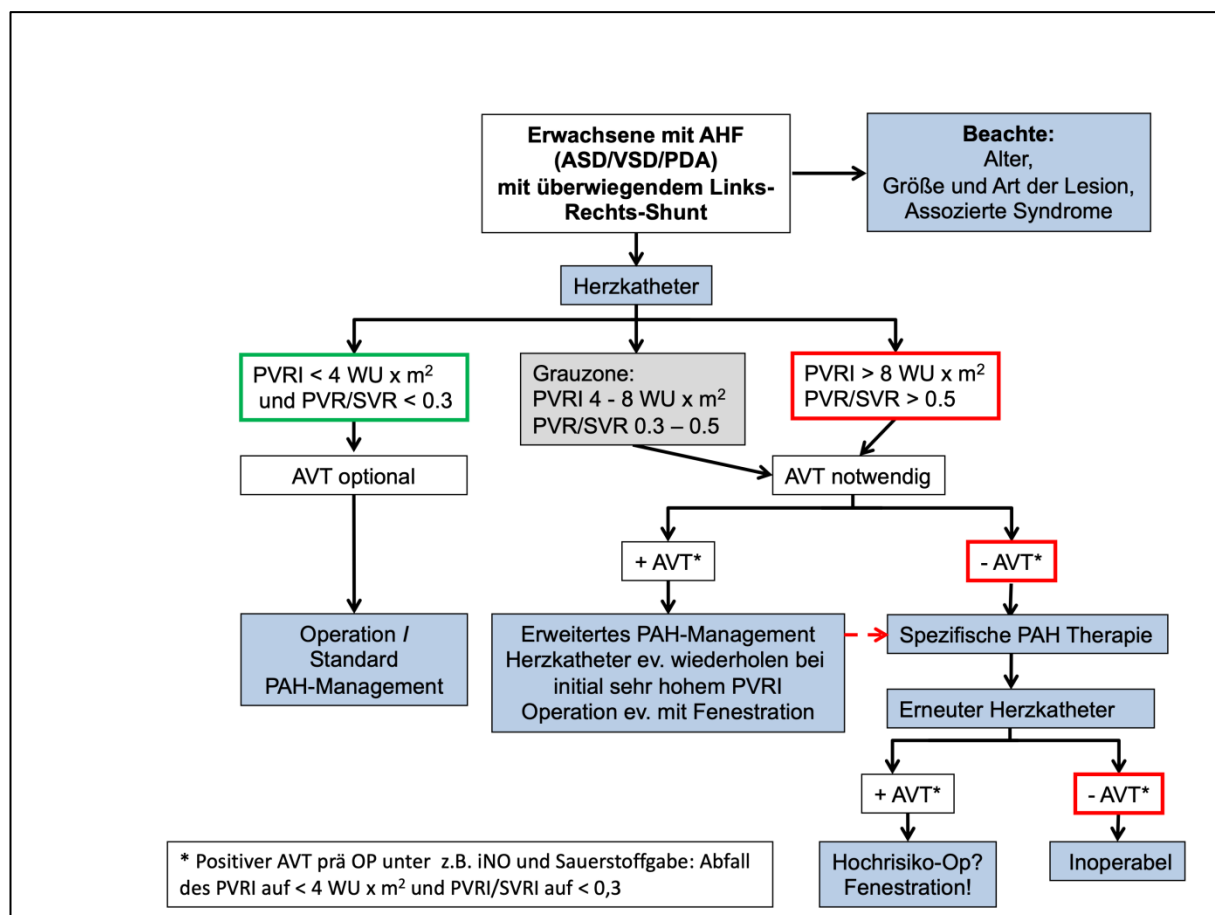 Erwachsene mit AHF
(ASD/VSD/PDA)
mit überwiegendem Links-
Rechts-Shunt
Beachte:
Alter,
Größe und Art der Lesion,
Assozierte Syndrome
Herzkatheter
PVRI < 4 WU x m²
und PVR/SVR < 0.3
Grauzone:
PVRI 4 - 8 WU x m²
PVR/SVR 0.3 – 0.5
PVRI > 8 WU x m²
PVR/SVR > 0.5
AVT optional
AVT notwendig
+ AVT*
- AVT*
Operation /
Standard
PAH-Management
Erweitertes PAH-Management
Herzkatheter ev. wiederholen bei
initial sehr hohem PVRI
Operation ev. mit Fenestration
Spezifische PAH Therapie
Erneuter Herzkatheter
+ AVT*
- AVT*
Hochrisiko-Op?
Fenestration!
Inoperabel
* Positiver AVT prä OP unter z.B. iNO und Sauerstoffgabe: Abfall
des PVRI auf < 4 WU x m² und PVRI/SVRI auf < 0,3